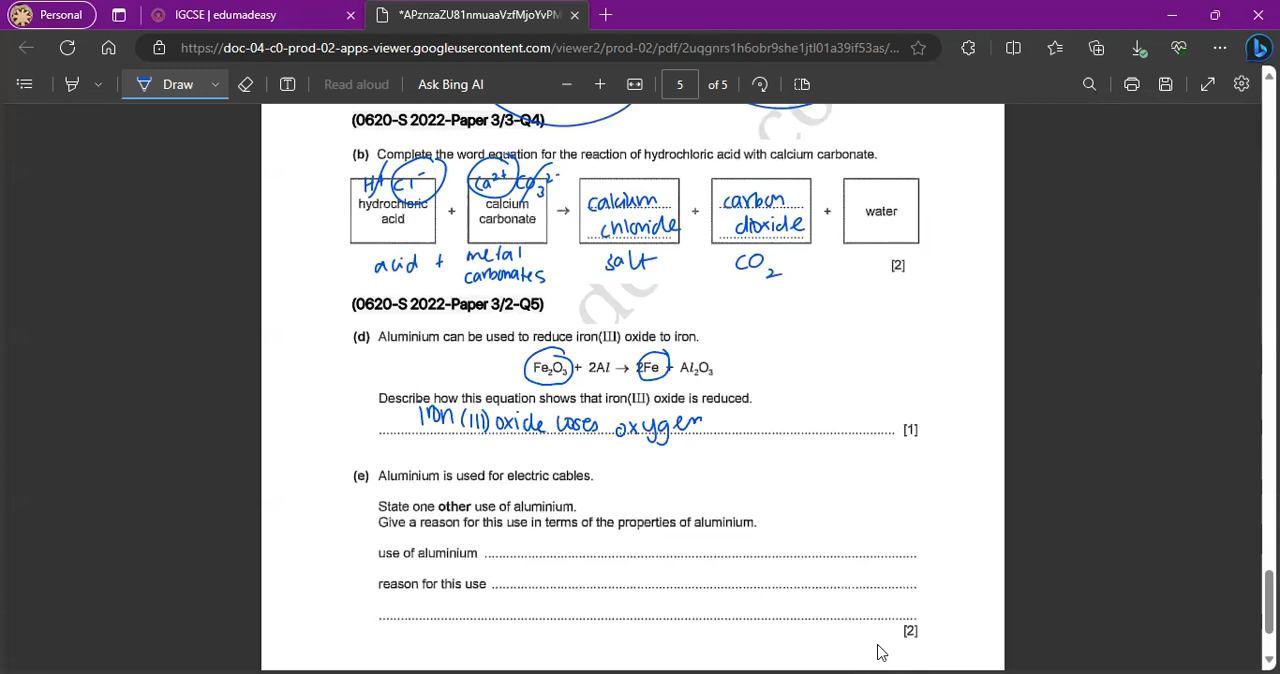 Personal
IGCSE | edumadeasy
*APznzaZU81nmuaaVzfMjoYvPM
https://doc-04-c0-prod-02-apps-viewer.googleusercontent.com/viewer2/prod-02/pdf/2uqgnrs1h6obr9she1jtl01a39if53as/...
Draw
Read aloud
Ask Bing AI
5
of 5
(0620-S 2022-Paper 3/3-Q4)
(b) Complete the word equation for the reaction of hydrochloric acid with calcium carbonate.
H+ Cl⁻ Ca²⁺ CO₃²⁻
hydrochloric acid + calcium carbonate → calcium chloride + carbon dioxide + water
acid + metal carbonates salt CO₂
[2]
(0620-S 2022-Paper 3/2-Q5)
(d) Aluminium can be used to reduce iron(III) oxide to iron.
Fe₂O₃ + 2Al → 2Fe + Al₂O₃
Describe how this equation shows that iron(III) oxide is reduced.
Iron (III) oxide loses oxygen
[1]
(e) Aluminium is used for electric cables.
State one other use of aluminium.
Give a reason for this use in terms of the properties of aluminium.
use of aluminium
reason for this use
[2]